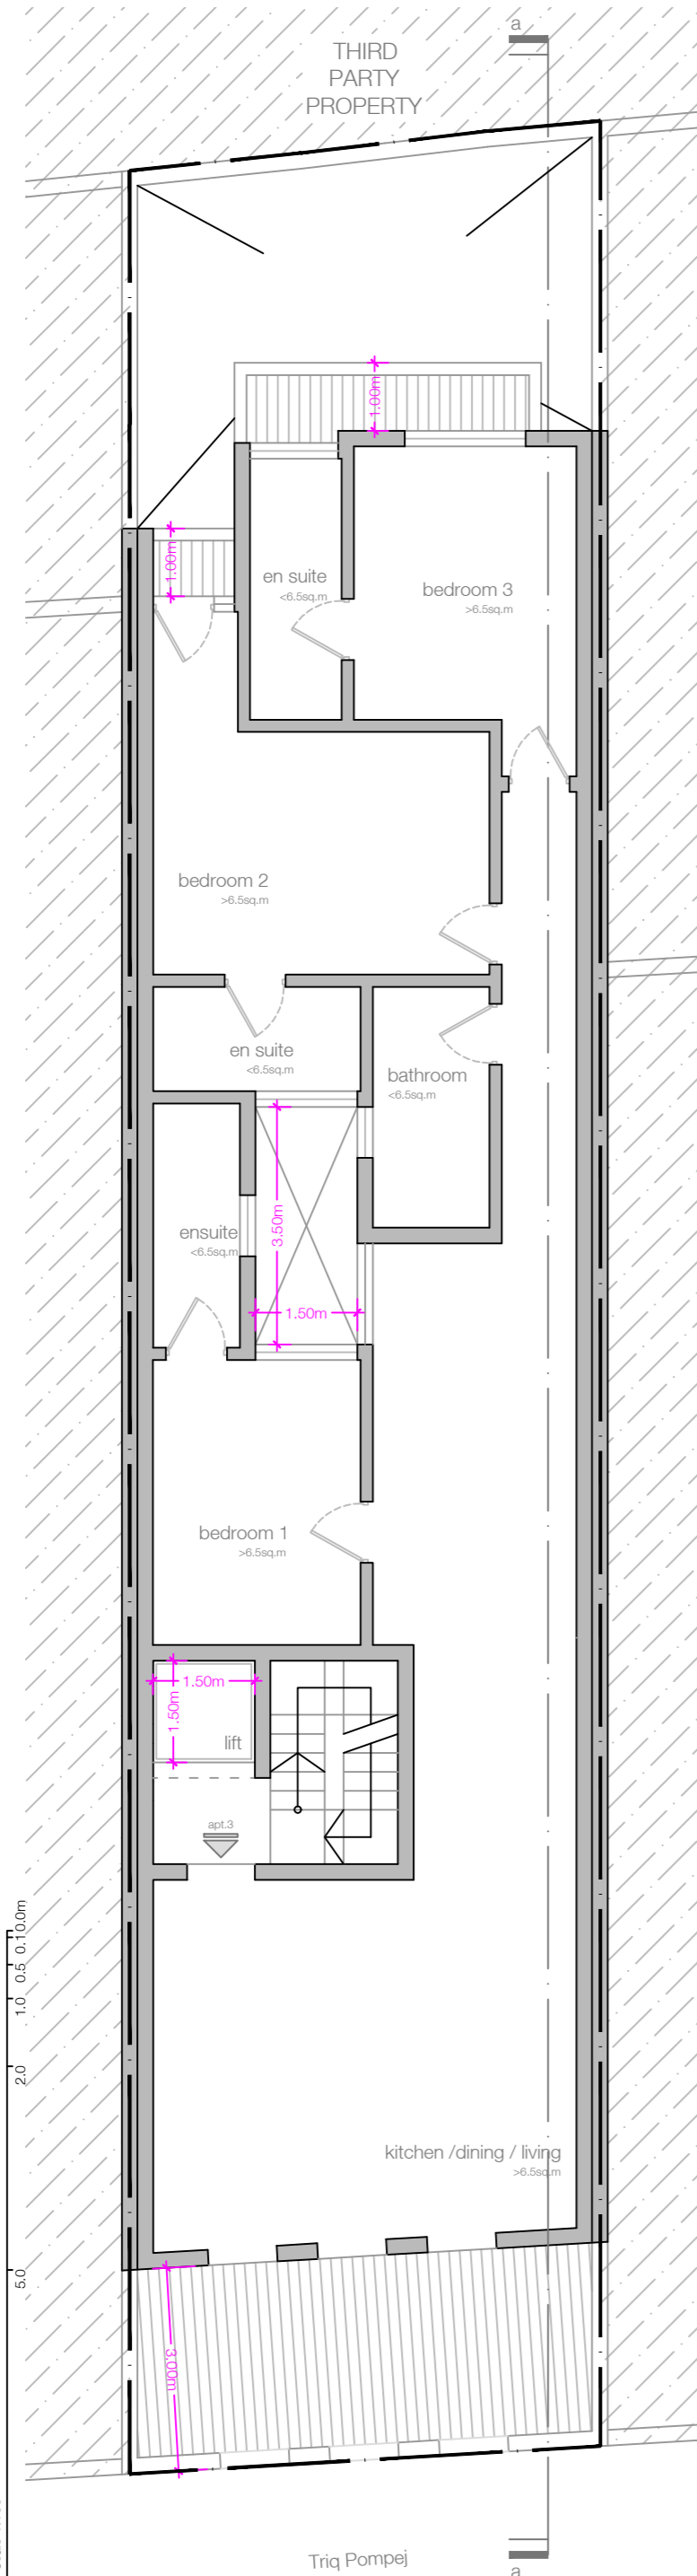 a
THIRD
PARTY
PROPERTY
1.00m
1.00m
en suite
<6.5sq.m
bedroom 3
>6.5sq.m
bedroom 2
>6.5sq.m
en suite
<6.5sq.m
bathroom
<6.5sq.m
ensuite
<6.5sq.m
3.50m
1.50m
bedroom 1
>6.5sq.m
1.50m
1.50m
lift
apt.3
0.0m
0.1
0.5
1.0
2.0
5.0
kitchen /dining / living
>6.5sq.m
3.00m
Triq Pompej
a